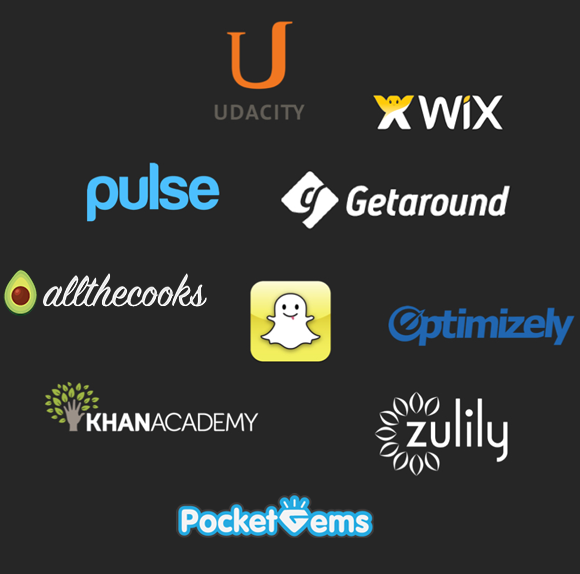 U
UDACITY
WiX
pulse
g Getaround
allthecooks
Optimizely
KHANACADEMY
zulily
PocketGems